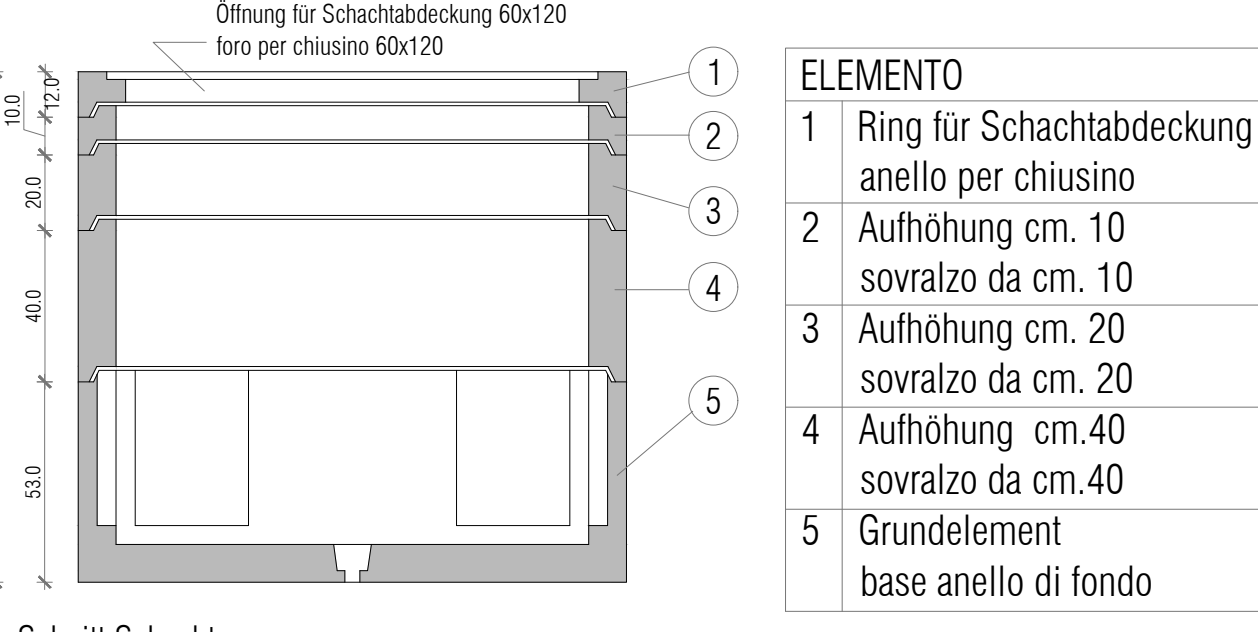 Öffnung für Schachtabdeckung 60x120
foro per chiusino 60x120
10.0
12.0
20.0
40.0
53.0
1
2
3
4
5
ELEMENTO
1 Ring für Schachtabdeckung
anello per chiusino
2 Aufhöhung cm. 10
sovralzo da cm. 10
3 Aufhöhung cm. 20
sovralzo da cm. 20
4 Aufhöhung cm.40
sovralzo da cm.40
5 Grundelement
base anello di fondo